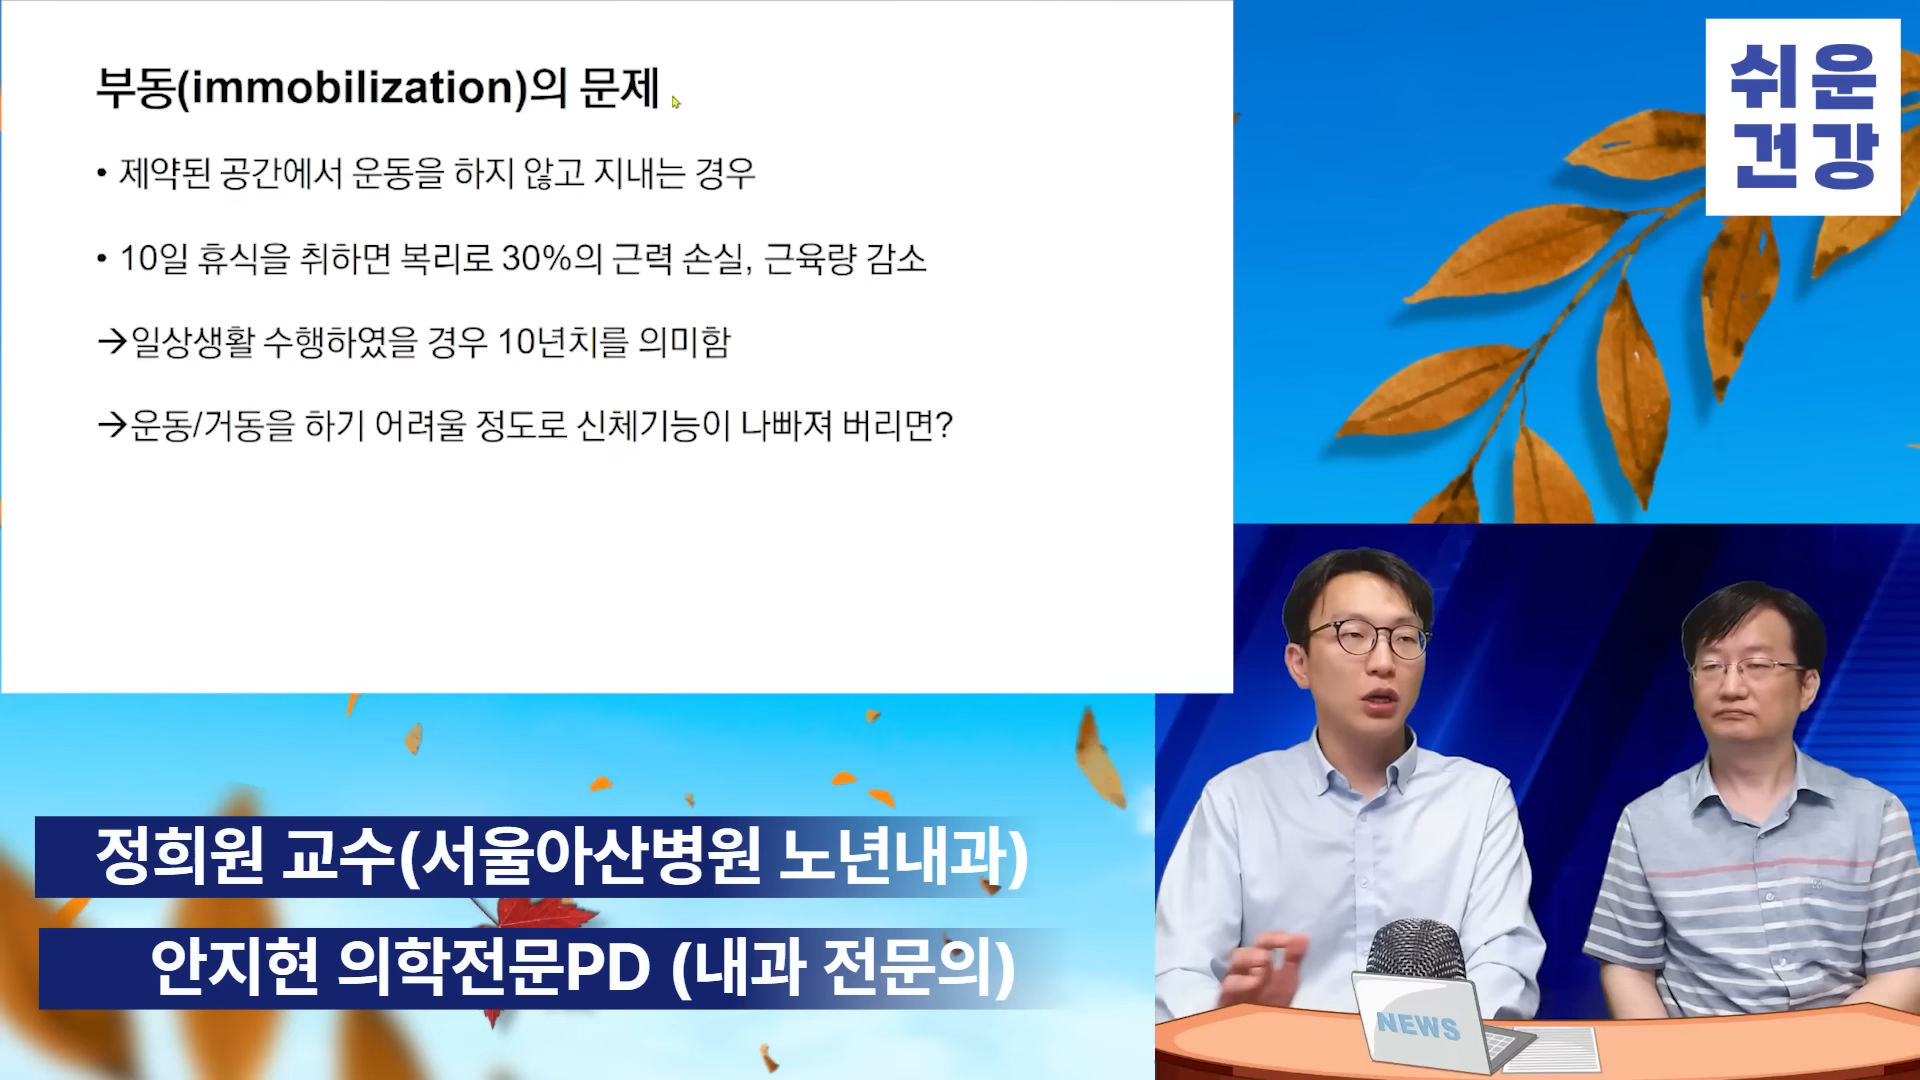 부동(immobilization)의 문제
• 제약된 공간에서 운동을 하지 않고 지내는 경우
• 10일 휴식을 취하면 복리로 30%의 근력 손실, 근육량 감소
→일상생활 수행하였을 경우 10년치를 의미함
→운동/거동을 하기 어려울 정도로 신체기능이 나빠져 버리면?
쉬운
건강
정희원 교수(서울아산병원 노년내과)
안지현 의학전문PD (내과 전문의)
NEWS